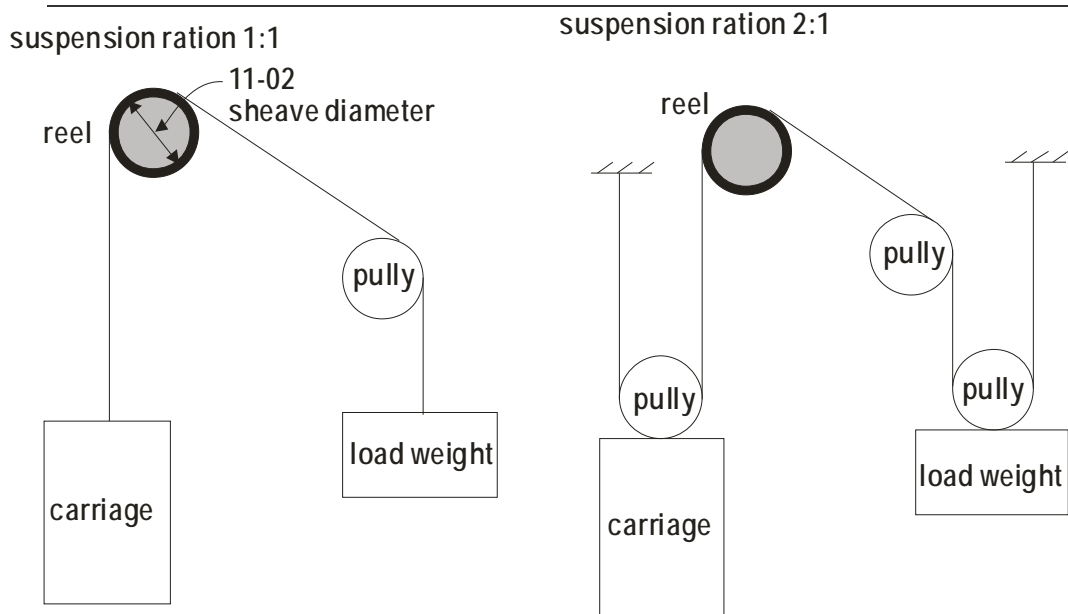 suspension ration 1:1
11-02
sheave diameter
reel
pully
load weight
carriage
suspension ration 2:1
reel
pully
pully
pully
load weight
carriage